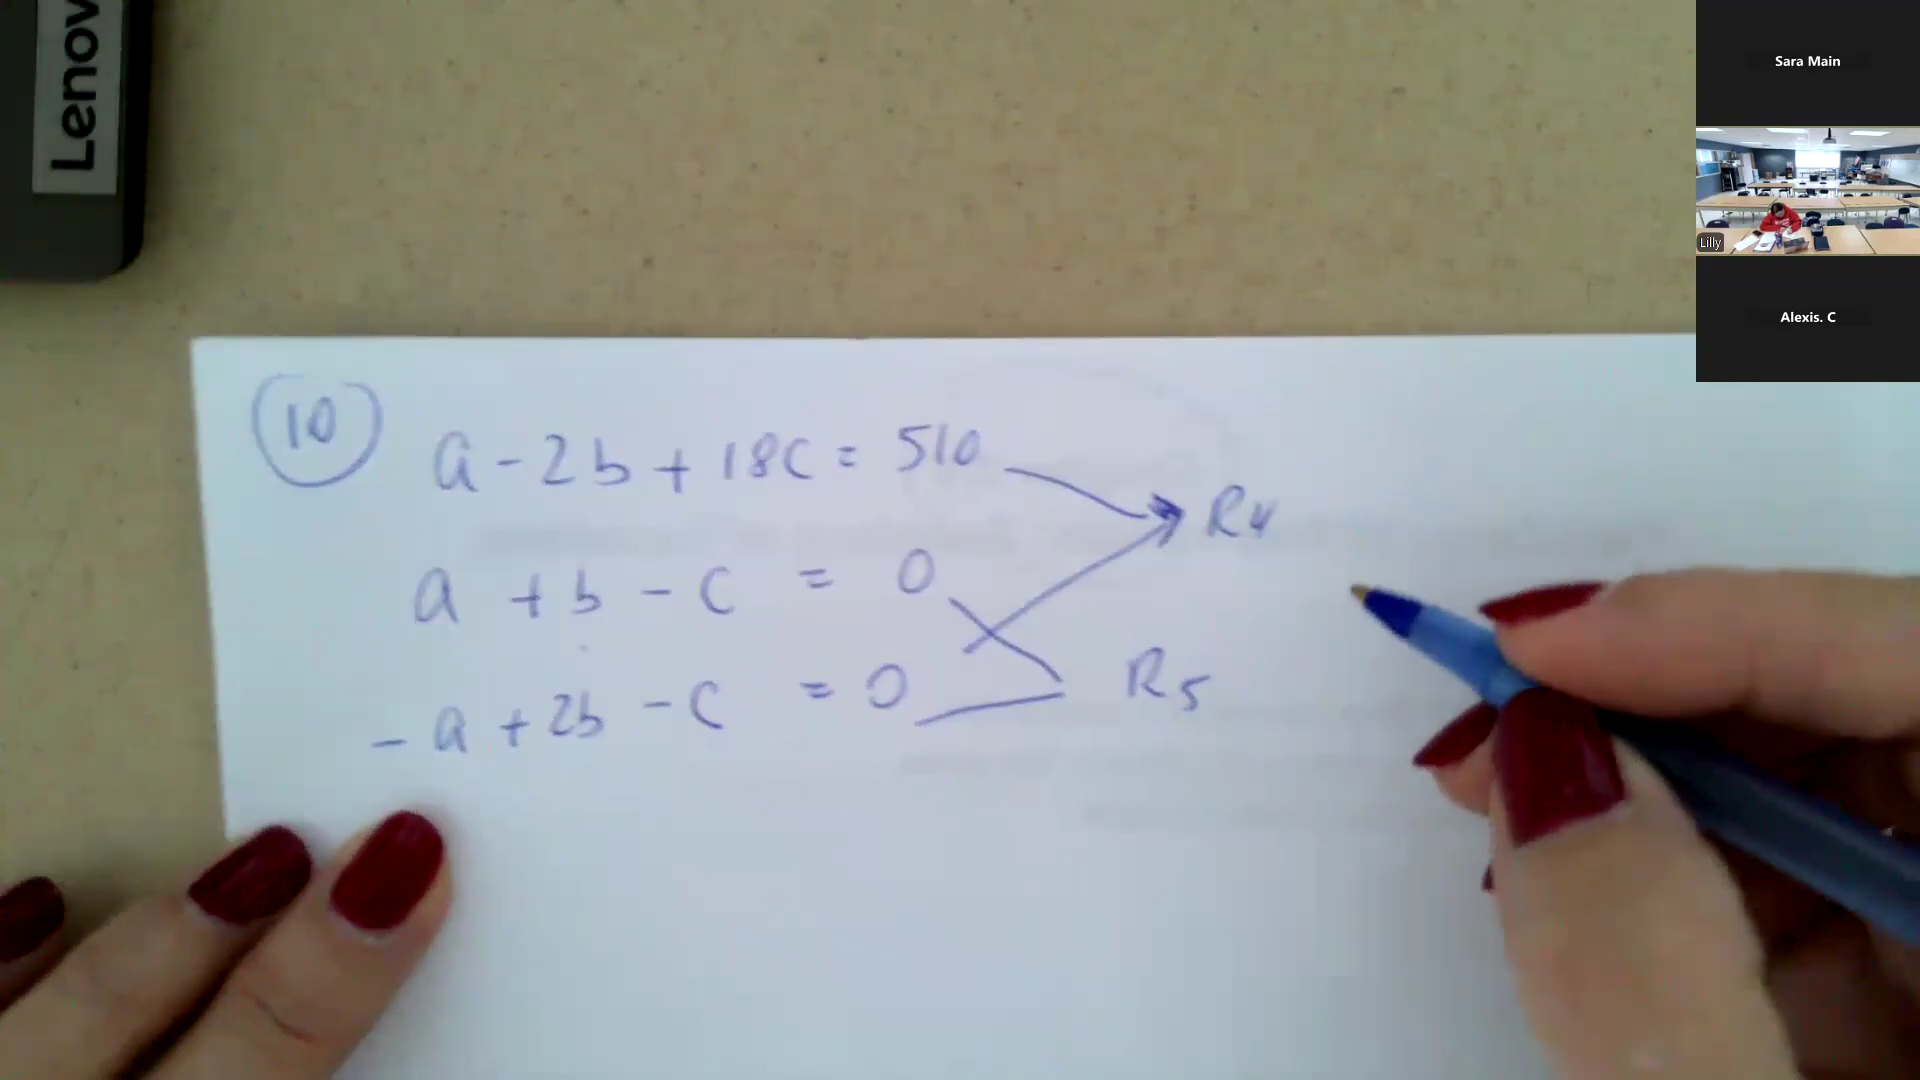 Lenov
Sara Main
Lilly
Alexis. C
10
a - 2b + 18c = 510
R4
a + b - c = 0
- a + 2b - c = 0
R5